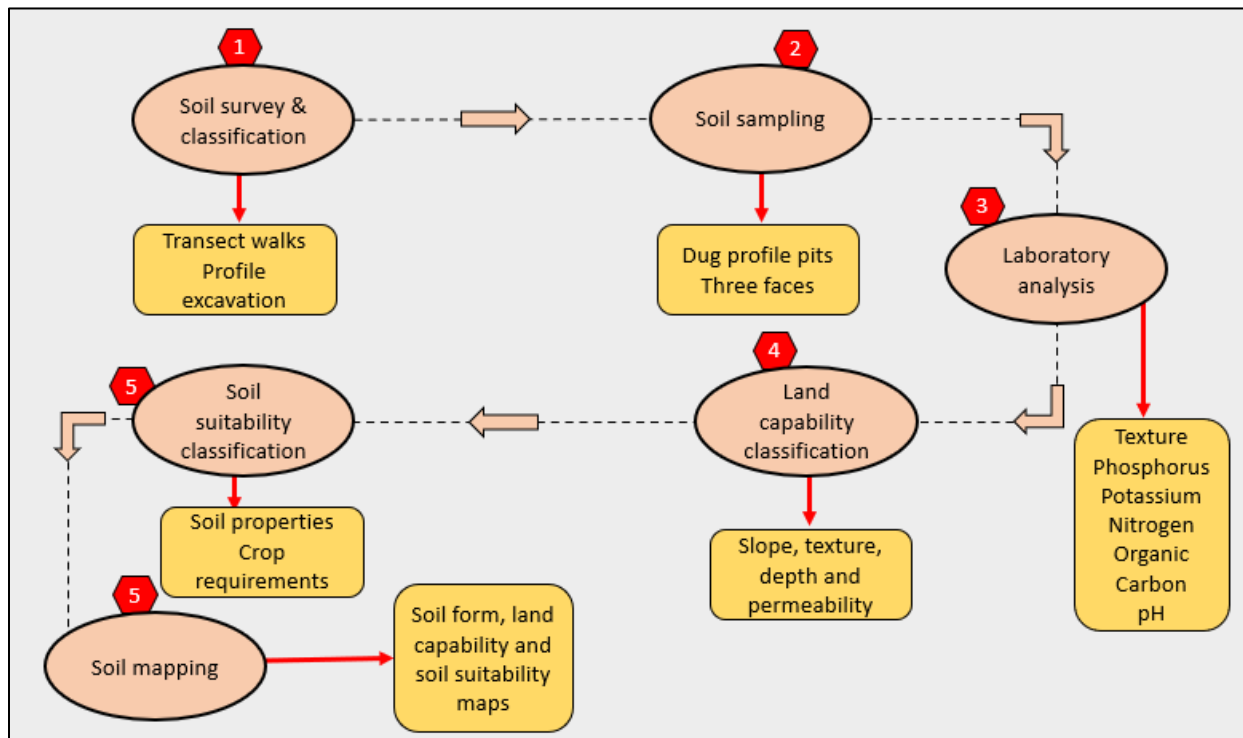 1
Soil survey &
classification
2
Soil sampling
3
Laboratory
analysis
Transect walks
Profile
excavation
Dug profile pits
Three faces
4
Land
capability
classification
5
Soil
suitability
classification
Texture
Phosphorus
Potassium
Nitrogen
Organic
Carbon
pH
Soil properties
Crop
requirements
Slope, texture,
depth and
permeability
5
Soil mapping
Soil form, land
capability and
soil suitability
maps